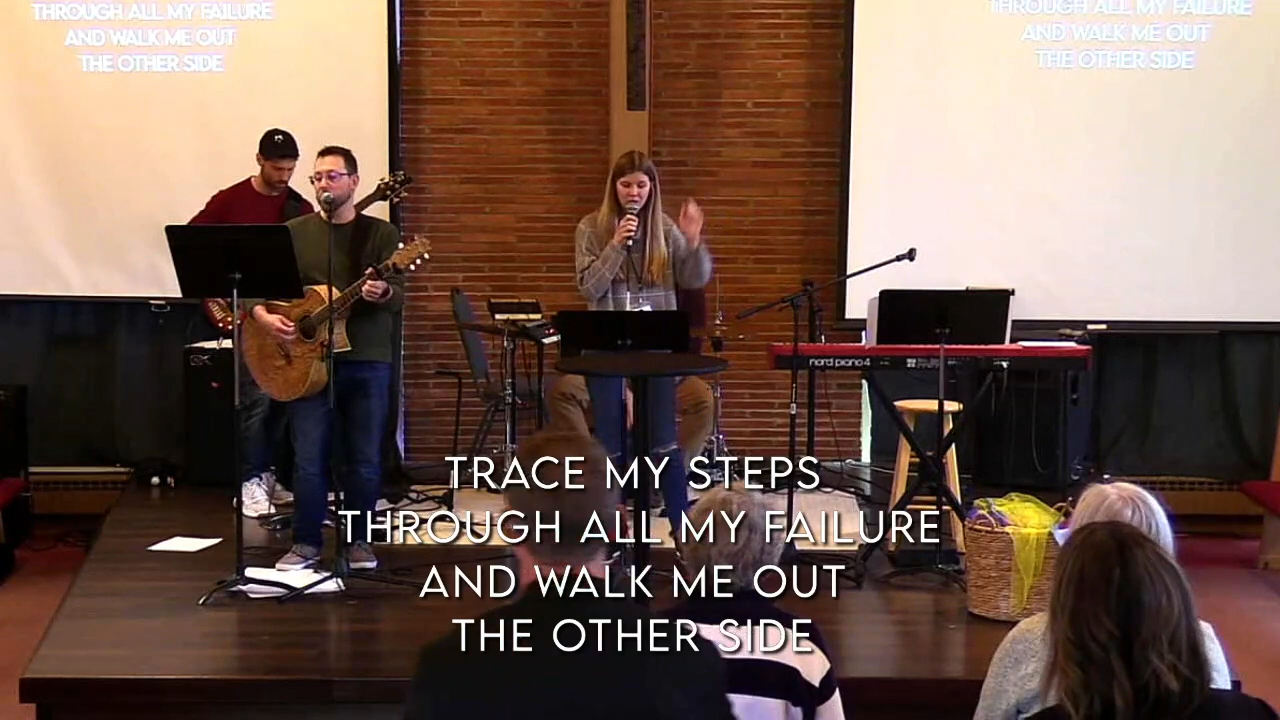 THROUGH ALL MY FAILURE
AND WALK ME OUT
THE OTHER SIDE
THROUGH ALL MY FAILURE
AND WALK ME OUT
THE OTHER SIDE
nord piano 4
TRACE MY STEPS
THROUGH ALL MY FAILURE
AND WALK ME OUT
THE OTHER SIDE